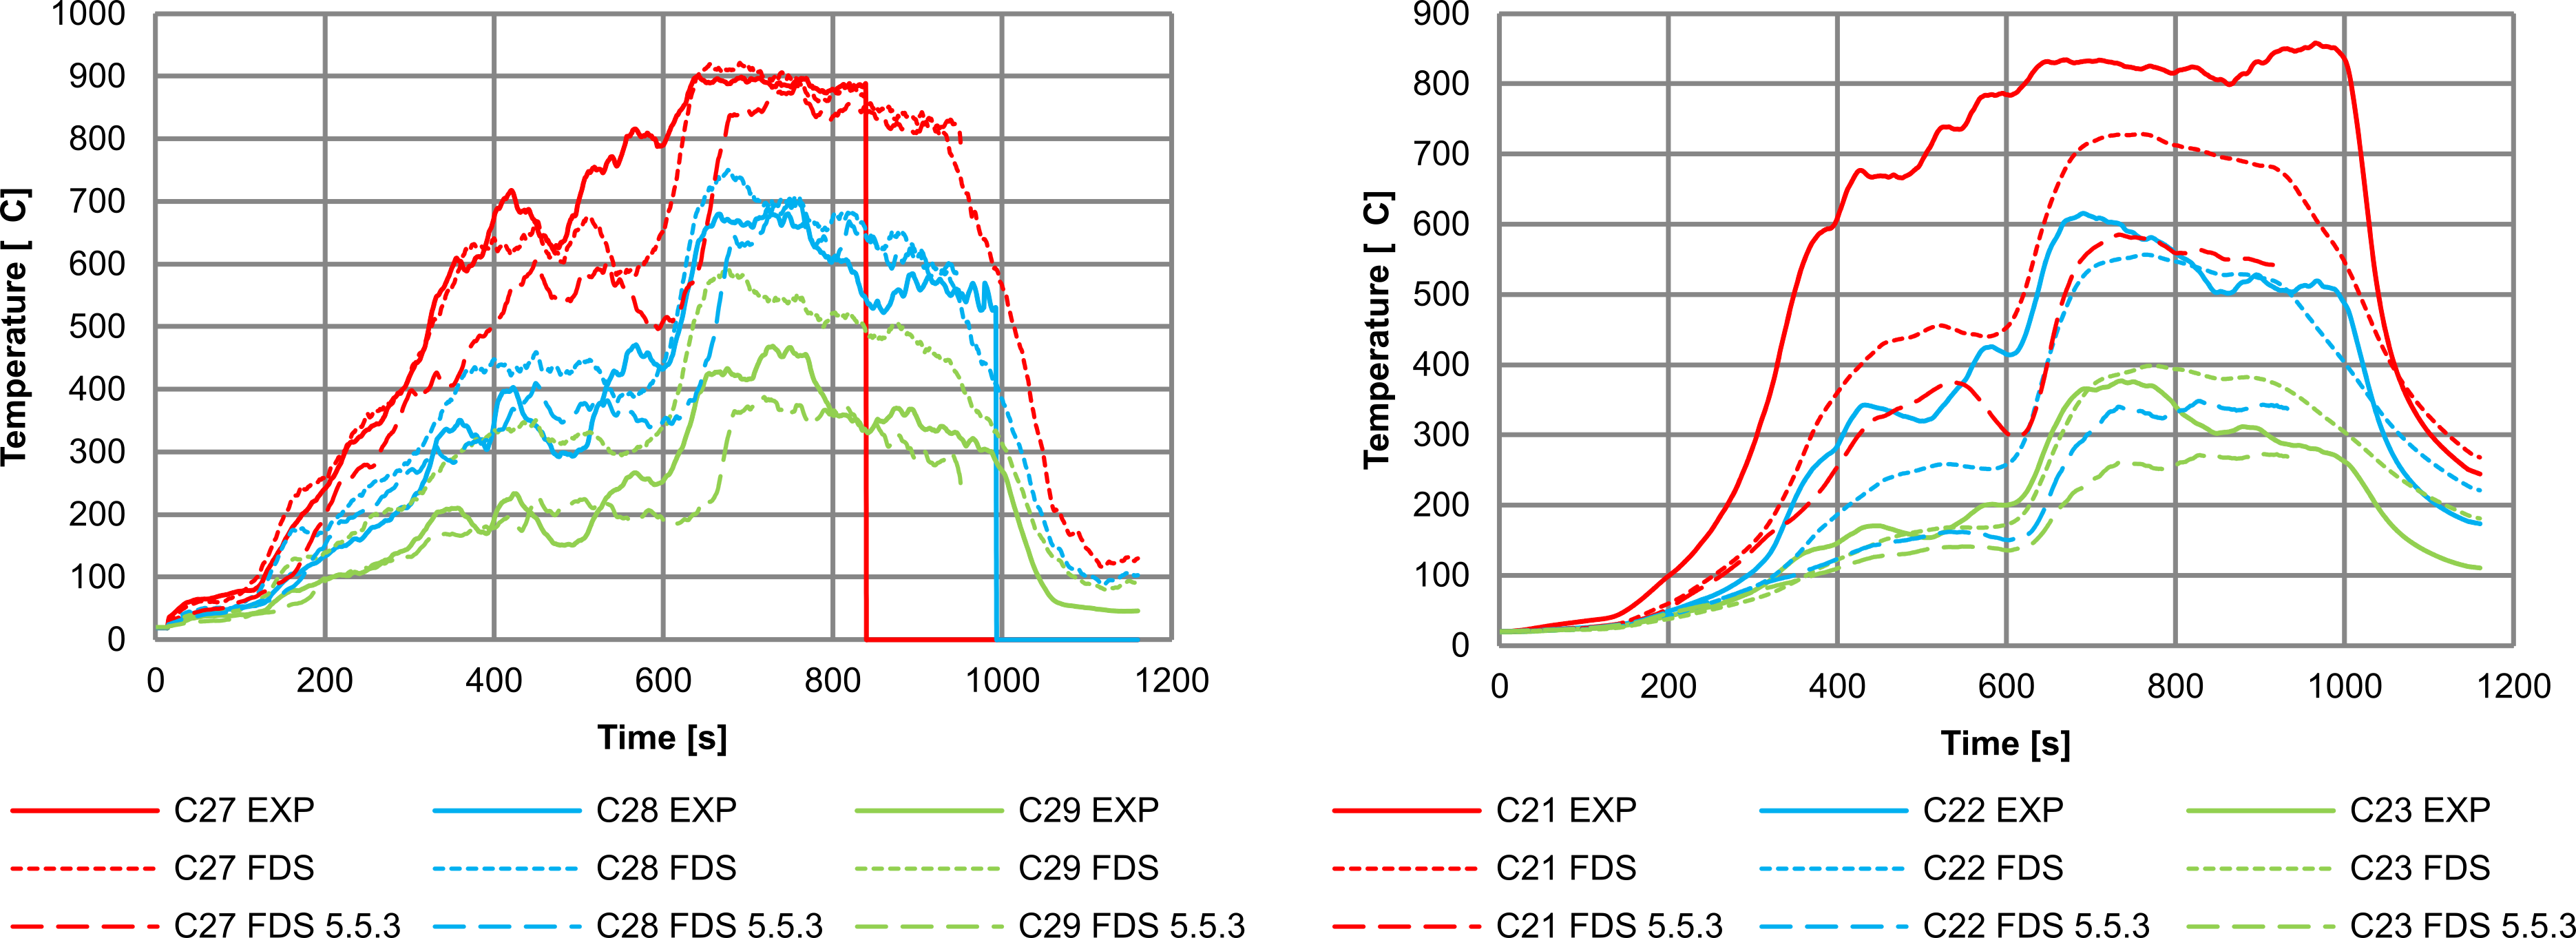 1000
900
800
700
600
500
400
300
200
100
0
Temperature [ C]
0 200 400 600 800 1000 1200
Time [s]
C27 EXP C28 EXP C29 EXP
C27 FDS C28 FDS C29 FDS
C27 FDS 5.5.3 C28 FDS 5.5.3 C29 FDS 5.5.3
900
800
700
600
500
400
300
200
100
0
Temperature [ C]
0 200 400 600 800 1000 1200
Time [s]
C21 EXP C22 EXP C23 EXP
C21 FDS C22 FDS C23 FDS
C21 FDS 5.5.3 C22 FDS 5.5.3 C23 FDS 5.5.3